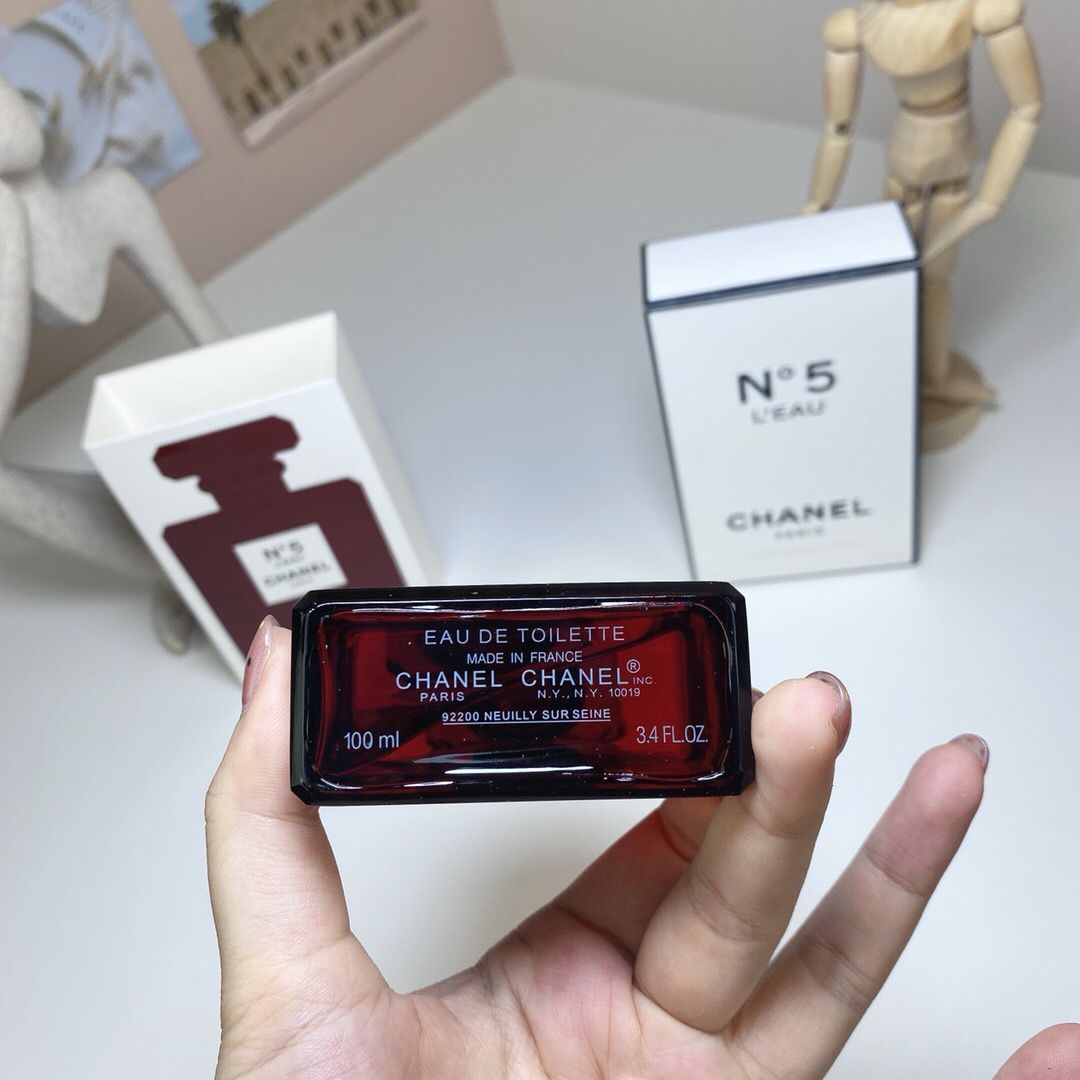 N° 5
L'EAU
CHANEL
PARIS
N° 5
L'EAU
CHANEL
EAU DE TOILETTE
MADE IN FRANCE
CHANEL CHANEL® INC.
PARIS N.Y., N.Y. 10019
92200 NEUILLY SUR SEINE
100 ml 3.4 FL.OZ.